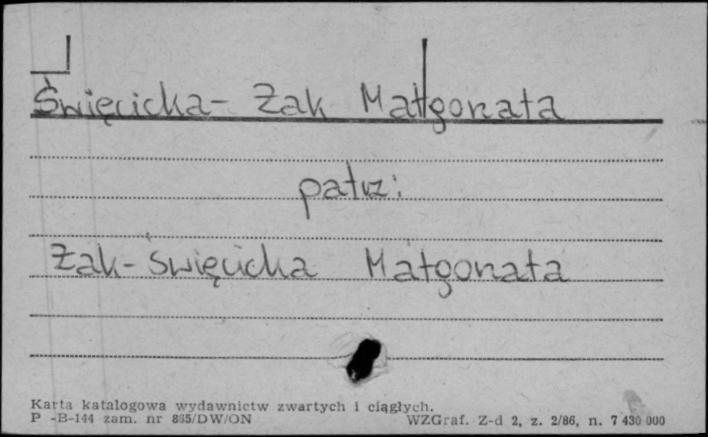 Święcicka- Żak Małgorzata
patrz:
Żak-Święcicka Małgorzata
Karta katalogowa wydawnictw zwartych i ciągłych.
P -B-144 zam. nr 835/DW/ON WZGraf. Z-d 2, z. 2/86, n. 7 430 000